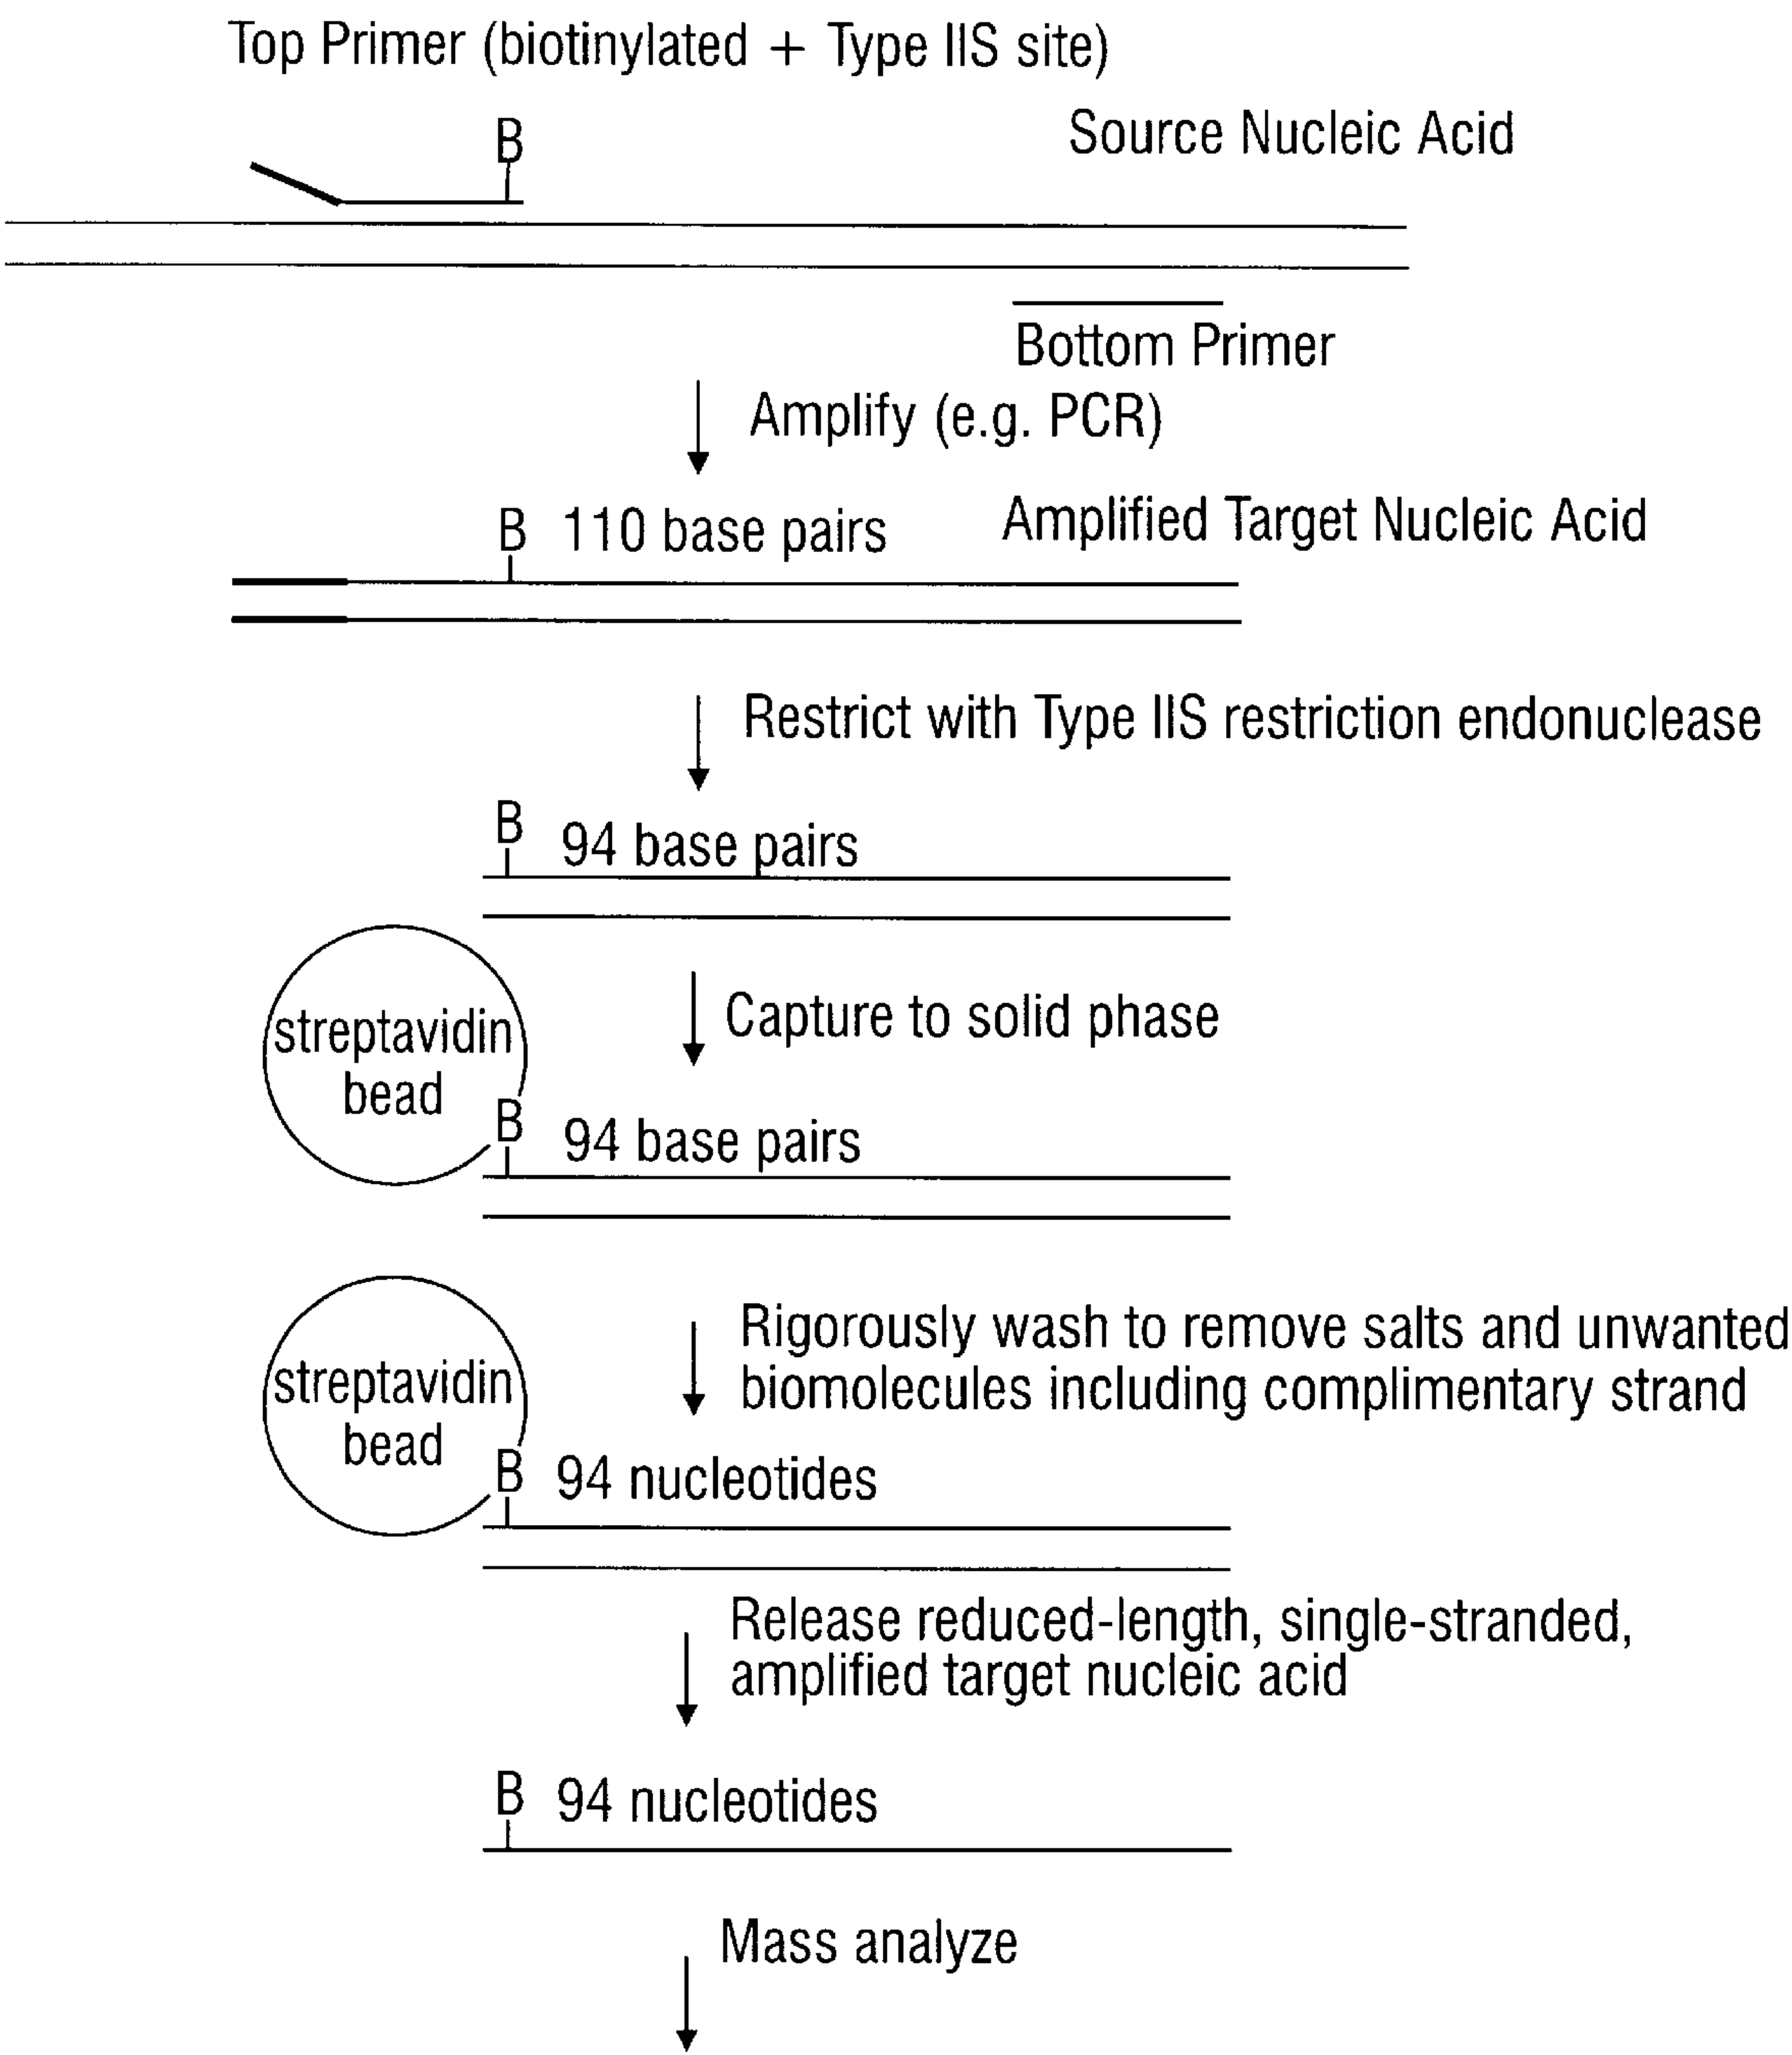 Top Primer (biotinylated + Type IIS site)
B
Source Nucleic Acid
Bottom Primer
Amplify (e.g. PCR)
B 110 base pairs
Amplified Target Nucleic Acid
Restrict with Type IIS restriction endonuclease
B 94 base pairs
Capture to solid phase
streptavidin
bead
B 94 base pairs
Rigorously wash to remove salts and unwanted
biomolecules including complimentary strand
streptavidin
bead
B 94 nucleotides
Release reduced-length, single-stranded,
amplified target nucleic acid
B 94 nucleotides
Mass analyze